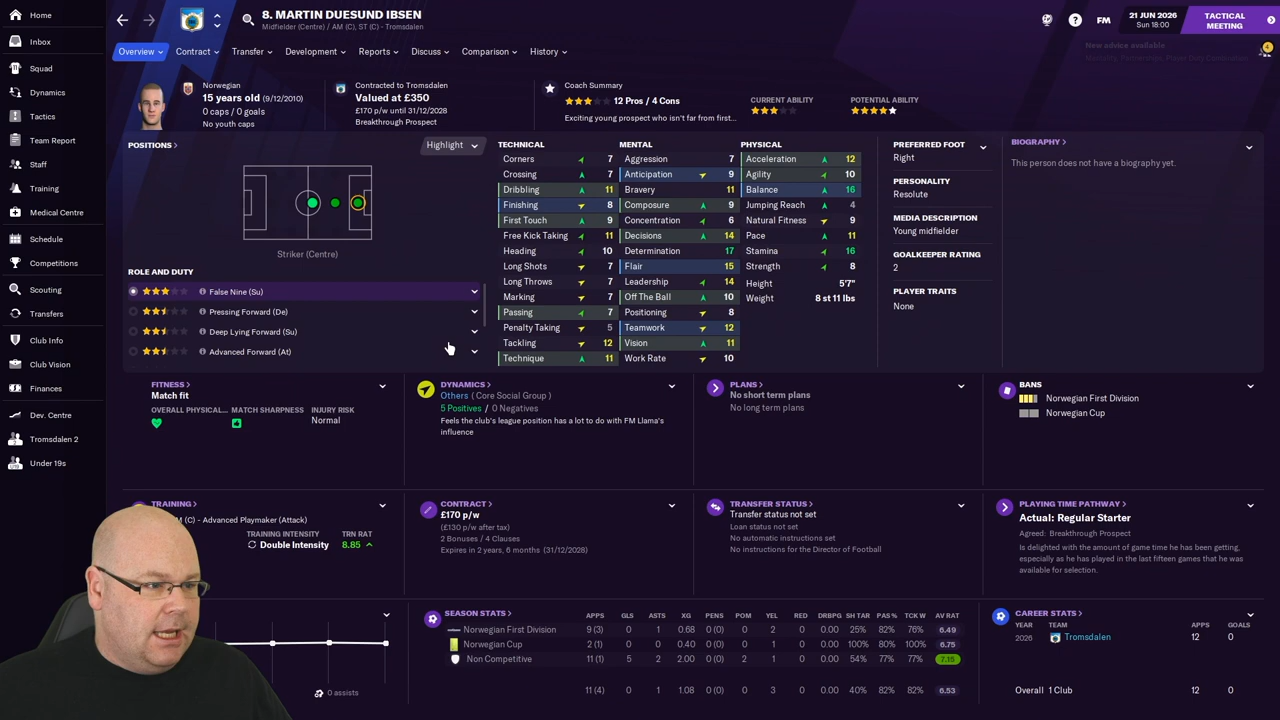 Home
Inbox
Squad
Dynamics
Tactics
Team Report
Staff
Training
Medical Centre
Schedule
Competitions
Scouting
Transfers
Club Info
Club Vision
Finances
Dev. Centre
Tromsdalen 2
Under 19s
8. MARTIN DUESUND IBSEN
Midfielder (Centre) / AM (C), ST (C) - Tromsdalen
FM
21 JUN 2026
Sun 18:00
TACTICAL MEETING
New advice available
4
Overview Contract Transfer Development Reports Discuss Comparison History
Norwegian
15 years old (9/12/2010)
0 caps / 0 goals
No youth caps
Contracted to Tromsdalen
Valued at £350
£170 p/w until 31/12/2028
Breakthrough Prospect
Coach Summary
12 Pros / 4 Cons
Exciting young prospect who isn't far from first...
CURRENT ABILITY
POTENTIAL ABILITY
POSITIONS
Highlight
Striker (Centre)
ROLE AND DUTY
False Nine (Su)
Pressing Forward (De)
Deep Lying Forward (Su)
Advanced Forward (At)
TECHNICAL
Corners 7
Crossing 7
Dribbling 11
Finishing 8
First Touch 9
Free Kick Taking 11
Heading 10
Long Shots 7
Long Throws 7
Marking 7
Passing 7
Penalty Taking 5
Tackling 12
Technique 11
MENTAL
Aggression 7
Anticipation 9
Bravery 11
Composure 9
Concentration 6
Decisions 14
Determination 17
Flair 15
Leadership 14
Off The Ball 10
Positioning 8
Teamwork 12
Vision 11
Work Rate 10
PHYSICAL
Acceleration 12
Agility 10
Balance 16
Jumping Reach 4
Natural Fitness 9
Pace 11
Stamina 16
Strength 8
Height 5'7"
Weight 8 st 11 lbs
PREFERRED FOOT
Right
PERSONALITY
Resolute
MEDIA DESCRIPTION
Young midfielder
GOALKEEPER RATING
2
PLAYER TRAITS
None
BIOGRAPHY
This person does not have a biography yet.
FITNESS
Match fit
OVERALL PHYSICAL... MATCH SHARPNESS INJURY RISK
Normal
DYNAMICS
Others ( Core Social Group )
5 Positives / 0 Negatives
Feels the club's league position has a lot to do with FM Llama's
influence
PLANS
No short term plans
No long term plans
BANS
Norwegian First Division
Norwegian Cup
TRAINING
M (C) - Advanced Playmaker (Attack)
TRAINING INTENSITY TRN RAT
Double Intensity 8.85
CONTRACT
£170 p/w
(£130 p/w after tax)
2 Bonuses / 4 Clauses
Expires in 2 years, 6 months (31/12/2028)
TRANSFER STATUS
Transfer status not set
Loan status not set
No automatic instructions set
No instructions for the Director of Football
PLAYING TIME PATHWAY
Actual: Regular Starter
Agreed: Breakthrough Prospect
Is delighted with the amount of game time he has been getting,
especially as he has played in the last fifteen games that he was
available for selection.
0 assists
SEASON STATS APPS GLS ASTS XG PENS POM YEL RED DRBPG SH TAR PAS% TCK W AV RAT
Norwegian First Division 9 (3) 0 1 0.68 0 (0) 0 2 0 0.00 25% 82% 76% 6.49
Norwegian Cup 2 (1) 0 0 0.40 0 (0) 0 1 0 0.00 100% 80% 100% 6.75
Non Competitive 11 (1) 5 2 2.00 0 (0) 2 1 0 0.00 54% 77% 77% 7.15
11 (4) 0 1 1.08 0 (0) 0 3 0 0.00 40% 82% 82% 6.53
CAREER STATS
YEAR TEAM APPS GOALS
2026 Tromsdalen 12 0
Overall 1 Club 12 0